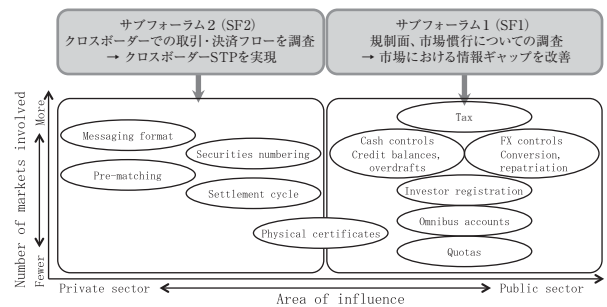 サブフォーラム2 (SF2)
クロスボーダーでの取引・決済フローを調査
→ クロスボーダーSTPを実現
サブフォーラム1 (SF1)
規制面、市場慣行についての調査
→ 市場における情報ギャップを改善
Number of markets involved
More
Fewer
Messaging format
Securities numbering
Pre-matching
Settlement cycle
Physical certificates
Tax
Cash controls
Credit balances,
overdrafts
FX controls
Conversion,
repatriation
Investor registration
Omnibus accounts
Quotas
Private sector
Public sector
Area of influence